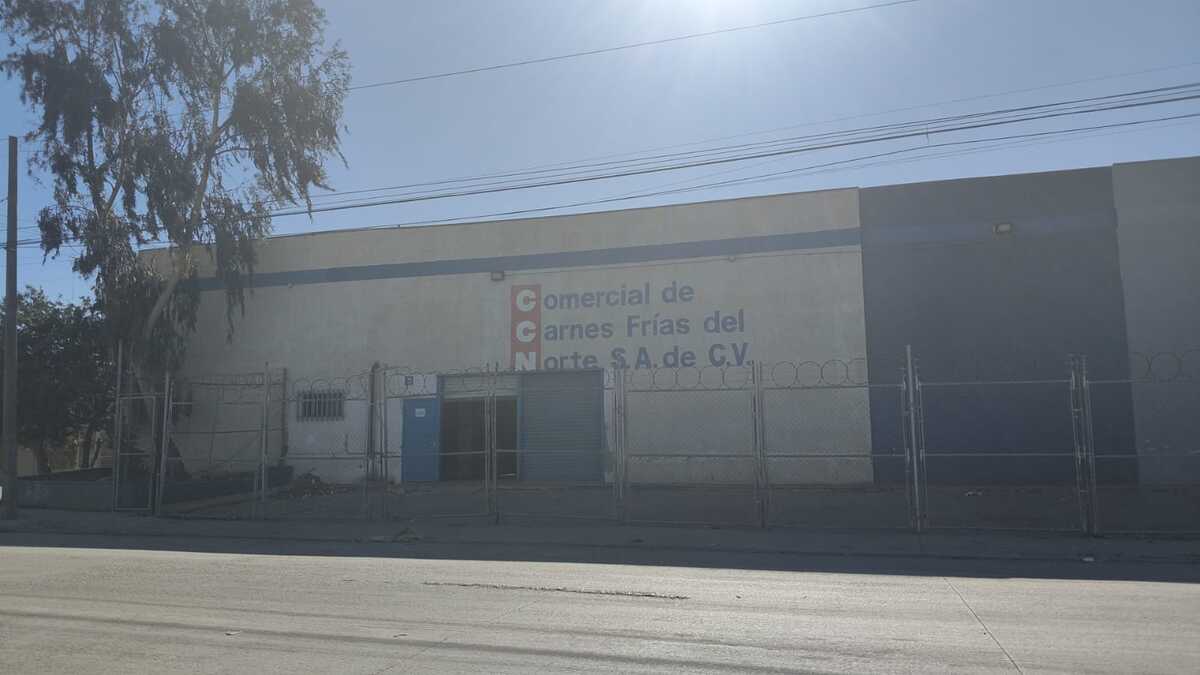 Comercial de
Carnes Frías del
Norte S.A. de C.V.